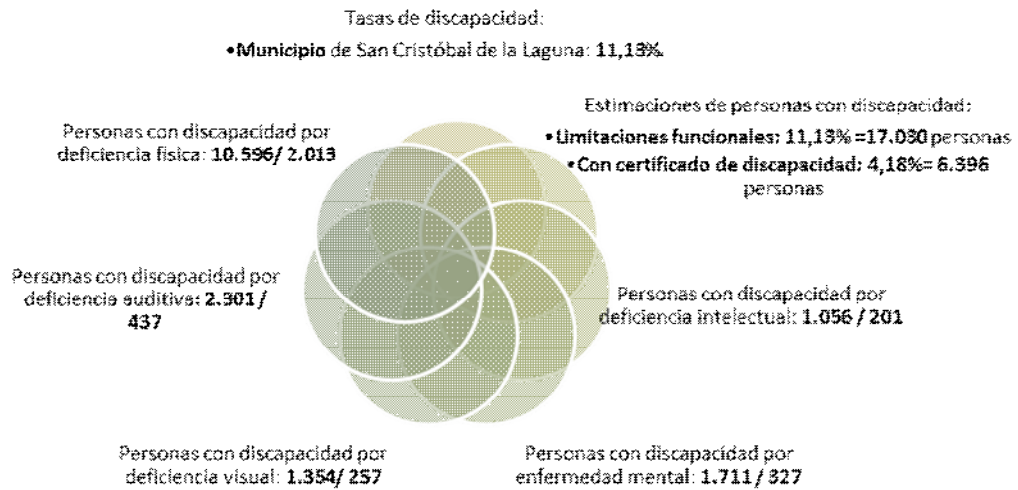 Tasas de discapacidad:
•Municipio de San Cristóbal de la Laguna: 11,13%.
Estimaciones de personas con discapacidad:
•Limitaciones funcionales: 11,13% =17.030 personas
•Con certificado de discapacidad: 4,18%= 6.396
personas
Personas con discapacidad por
deficiencia física: 10.596/ 2.013
Personas con discapacidad por
deficiencia auditiva: 2.301 /
437
Personas con discapacidad por
deficiencia intelectual: 1.056 / 201
Personas con discapacidad por
deficiencia visual: 1.354/ 257
Personas con discapacidad por
enfermedad mental: 1.711 / 327